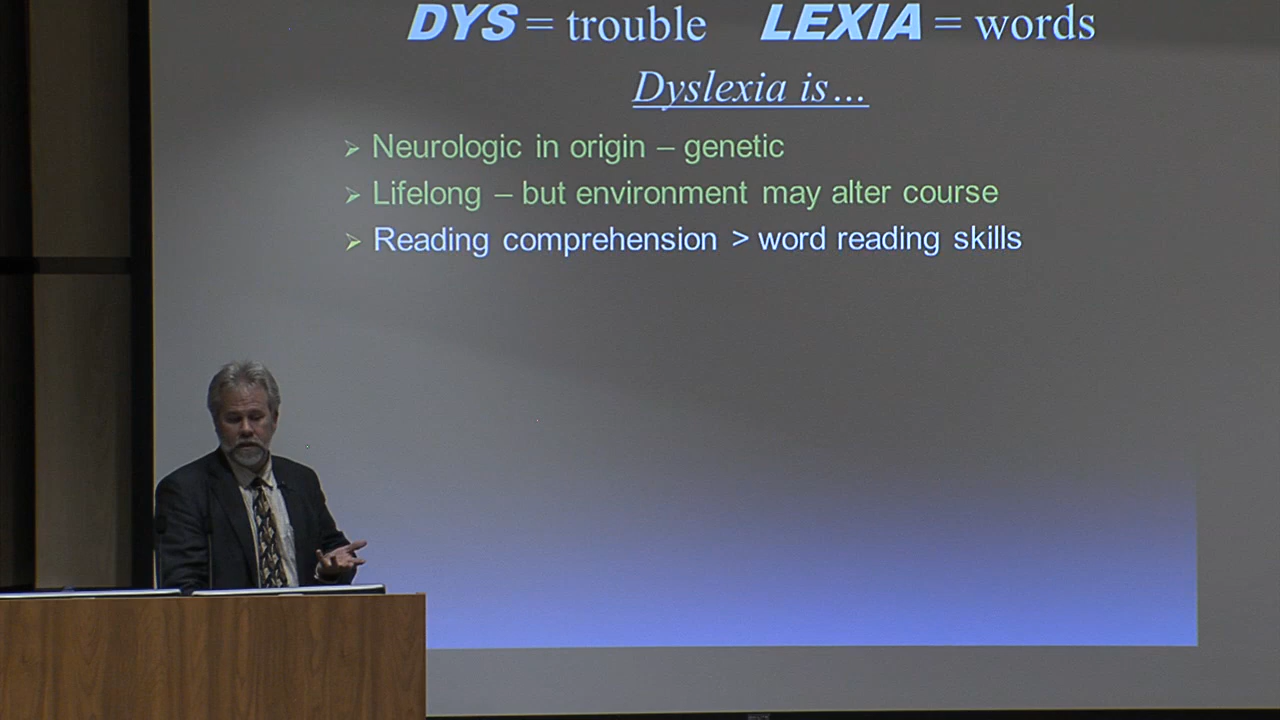 DYS = trouble LEXIA = words
Dyslexia is…
➢ Neurologic in origin – genetic
➢ Lifelong – but environment may alter course
➢ Reading comprehension > word reading skills